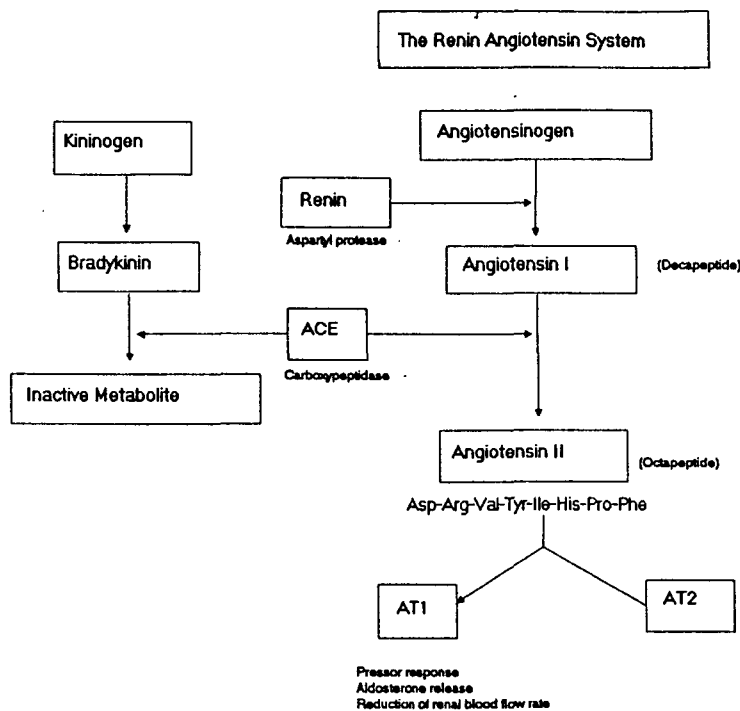 The Renin Angiotensin System
Kininogen
Angiotensinogen
Renin
Aspartyl protease
Bradykinin
Angiotensin I
(Decapeptide)
ACE
Carboxypeptidase
Inactive Metabolite
Angiotensin II
(Octapeptide)
Asp-Arg-Val-Tyr-Ile-His-Pro-Phe
AT1
AT2
Pressor response
Aldosterone release
Reduction of renal blood flow rate